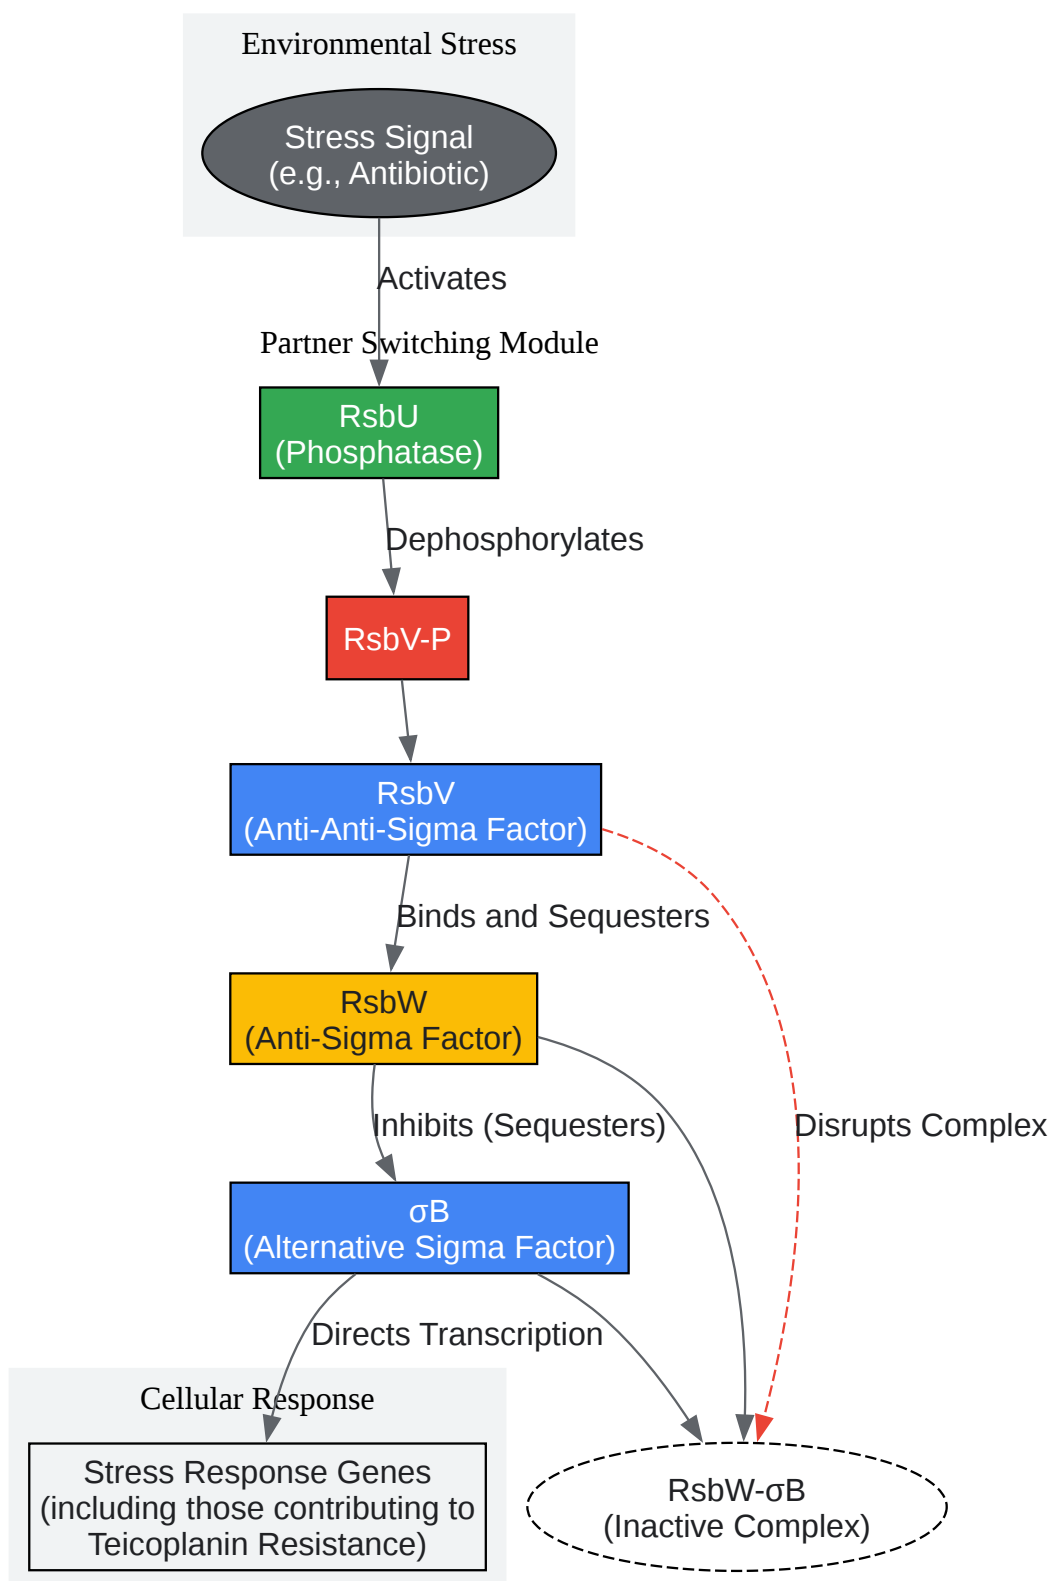 Environmental Stress
Stress Signal
(e.g., Antibiotic)
Activates
Partner Switching Module
RsbU
(Phosphatase)
Dephosphorylates
RsbV-P
RsbV
(Anti-Anti-Sigma Factor)
Binds and Sequesters
RsbW
(Anti-Sigma Factor)
Inhibits (Sequesters)
Disrupts Complex
σB
(Alternative Sigma Factor)
Directs Transcription
Cellular Response
Stress Response Genes
(including those contributing to
Teicoplanin Resistance)
RsbW-σB
(Inactive Complex)